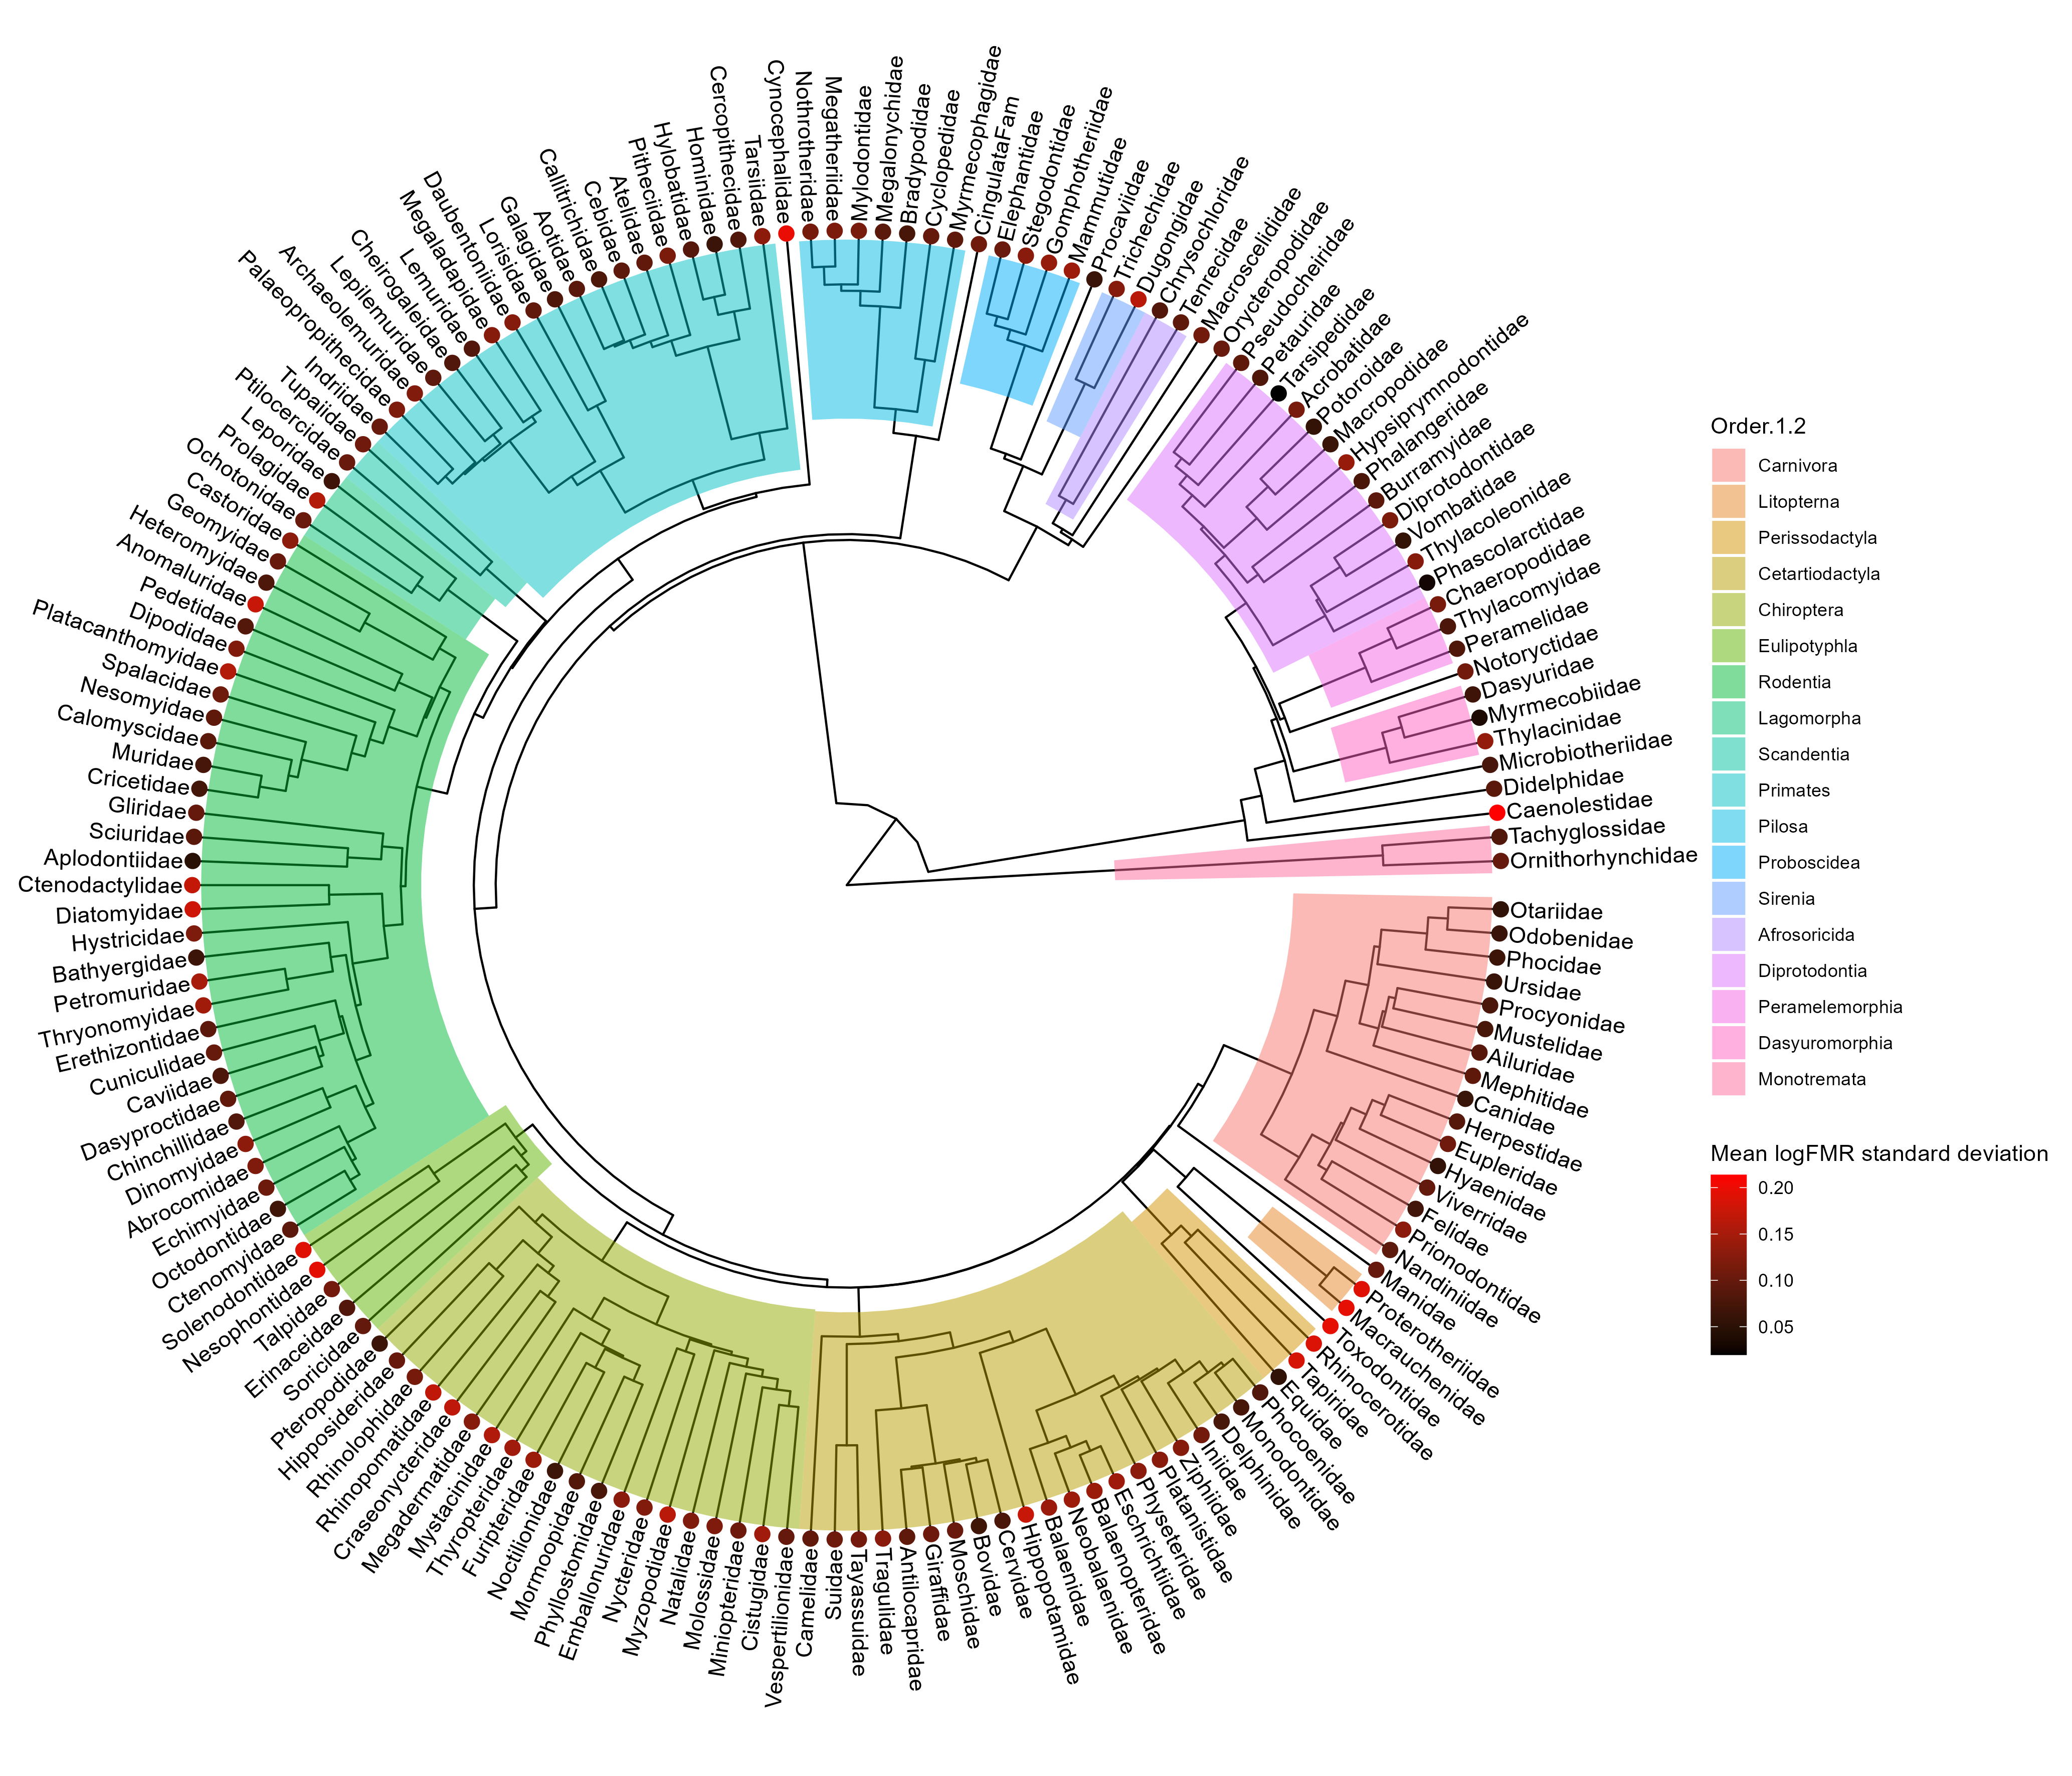 Cynocephalidae
Nothrotheridae
Megatheriidae
Mylodontidae
Megalonychidae
Bradypodidae
Cyclopedidae
Myrmecophagidae
CingulataFam
Elephantidae
Stegodontidae
Gomphotheriidae
Mammutidae
Procaviidae
Trichechidae
Dugongidae
Chrysochloridae
Tenrecidae
Macroscelididae
Orycteropodidae
Pseudocheiridae
Petauridae
Tarsipedidae
Acrobatidae
Potoroidae
Macropodidae
Hypsiprymnodontidae
Phalangeridae
Burramyidae
Diprotodontidae
Vombatidae
Thylacoleonidae
Phascolarctidae
Chaeropodidae
Thylacomyidae
Peramelidae
Notoryctidae
Dasyuridae
Myrmecobiidae
Thylacinidae
Microbiotheriidae
Didelphidae
Caenolestidae
Tachyglossidae
Ornithorhynchidae
Otariidae
Odobenidae
Phocidae
Ursidae
Procyonidae
Mustelidae
Ailuridae
Mephitidae
Canidae
Herpestidae
Eupleridae
Hyaenidae
Viverridae
Felidae
Prionodontidae
Nandiniidae
Manidae
Proterotheriidae
Macraucheniidae
Toxodontidae
Rhinocerotidae
Tapiridae
Equidae
Phocoenidae
Monodontidae
Delphinidae
Iniidae
Ziphiidae
Platanistidae
Physeteridae
Eschrichtiidae
Balaenopteridae
Neobalaenidae
Balaenidae
Hippopotamidae
Cervidae
Bovidae
Moschidae
Giraffidae
Antilocapridae
Tragulidae
Tayassuidae
Suidae
Camelidae
Vespertilionidae
Cistugidae
Miniopteridae
Molossidae
Natalidae
Myzopodidae
Nycteridae
Emballonuridae
Phyllostomidae
Mormoopidae
Noctilionidae
Furipteridae
Thyropteridae
Mystacinidae
Megadermatidae
Craseonycteridae
Rhinopomatidae
Rhinolophidae
Hipposideridae
Pteropodidae
Soricidae
Erinaceidae
Talpidae
Nesophontidae
Solenodontidae
Ctenomyidae
Octodontidae
Echimyidae
Abrocomidae
Dinomyidae
Chinchillidae
Dasyproctidae
Caviidae
Cuniculidae
Erethizontidae
Thryonomyidae
Petromuridae
Bathyergidae
Hystricidae
Diatomyidae
Ctenodactylidae
Aplodontiidae
Sciuridae
Gliridae
Cricetidae
Muridae
Calomyscidae
Nesomyidae
Spalacidae
Platacanthomyidae
Dipodidae
Pedetidae
Anomaluridae
Heteromyidae
Geomyidae
Castoridae
Ochotonidae
Prolagidae
Leporidae
Ptilocercidae
Tupaiidae
Indriidae
Palaeopropithecidae
Archaeolemuridae
Lepilemuridae
Cheirogaleidae
Lemuridae
Megaladapidae
Daubentoniidae
Lorisidae
Galagidae
Aotidae
Callitrichidae
Cebidae
Atelidae
Pitheciidae
Hylobatidae
Hominidae
Cercopithecidae
Tarsiidae
Order.1.2
Carnivora
Litopterna
Perissodactyla
Cetartiodactyla
Chiroptera
Eulipotyphla
Rodentia
Lagomorpha
Scandentia
Primates
Pilosa
Proboscidea
Sirenia
Afrosoricida
Diprotodontia
Peramelemorphia
Dasyuromorphia
Monotremata
Mean logFMR standard deviation
0.20
0.15
0.10
0.05